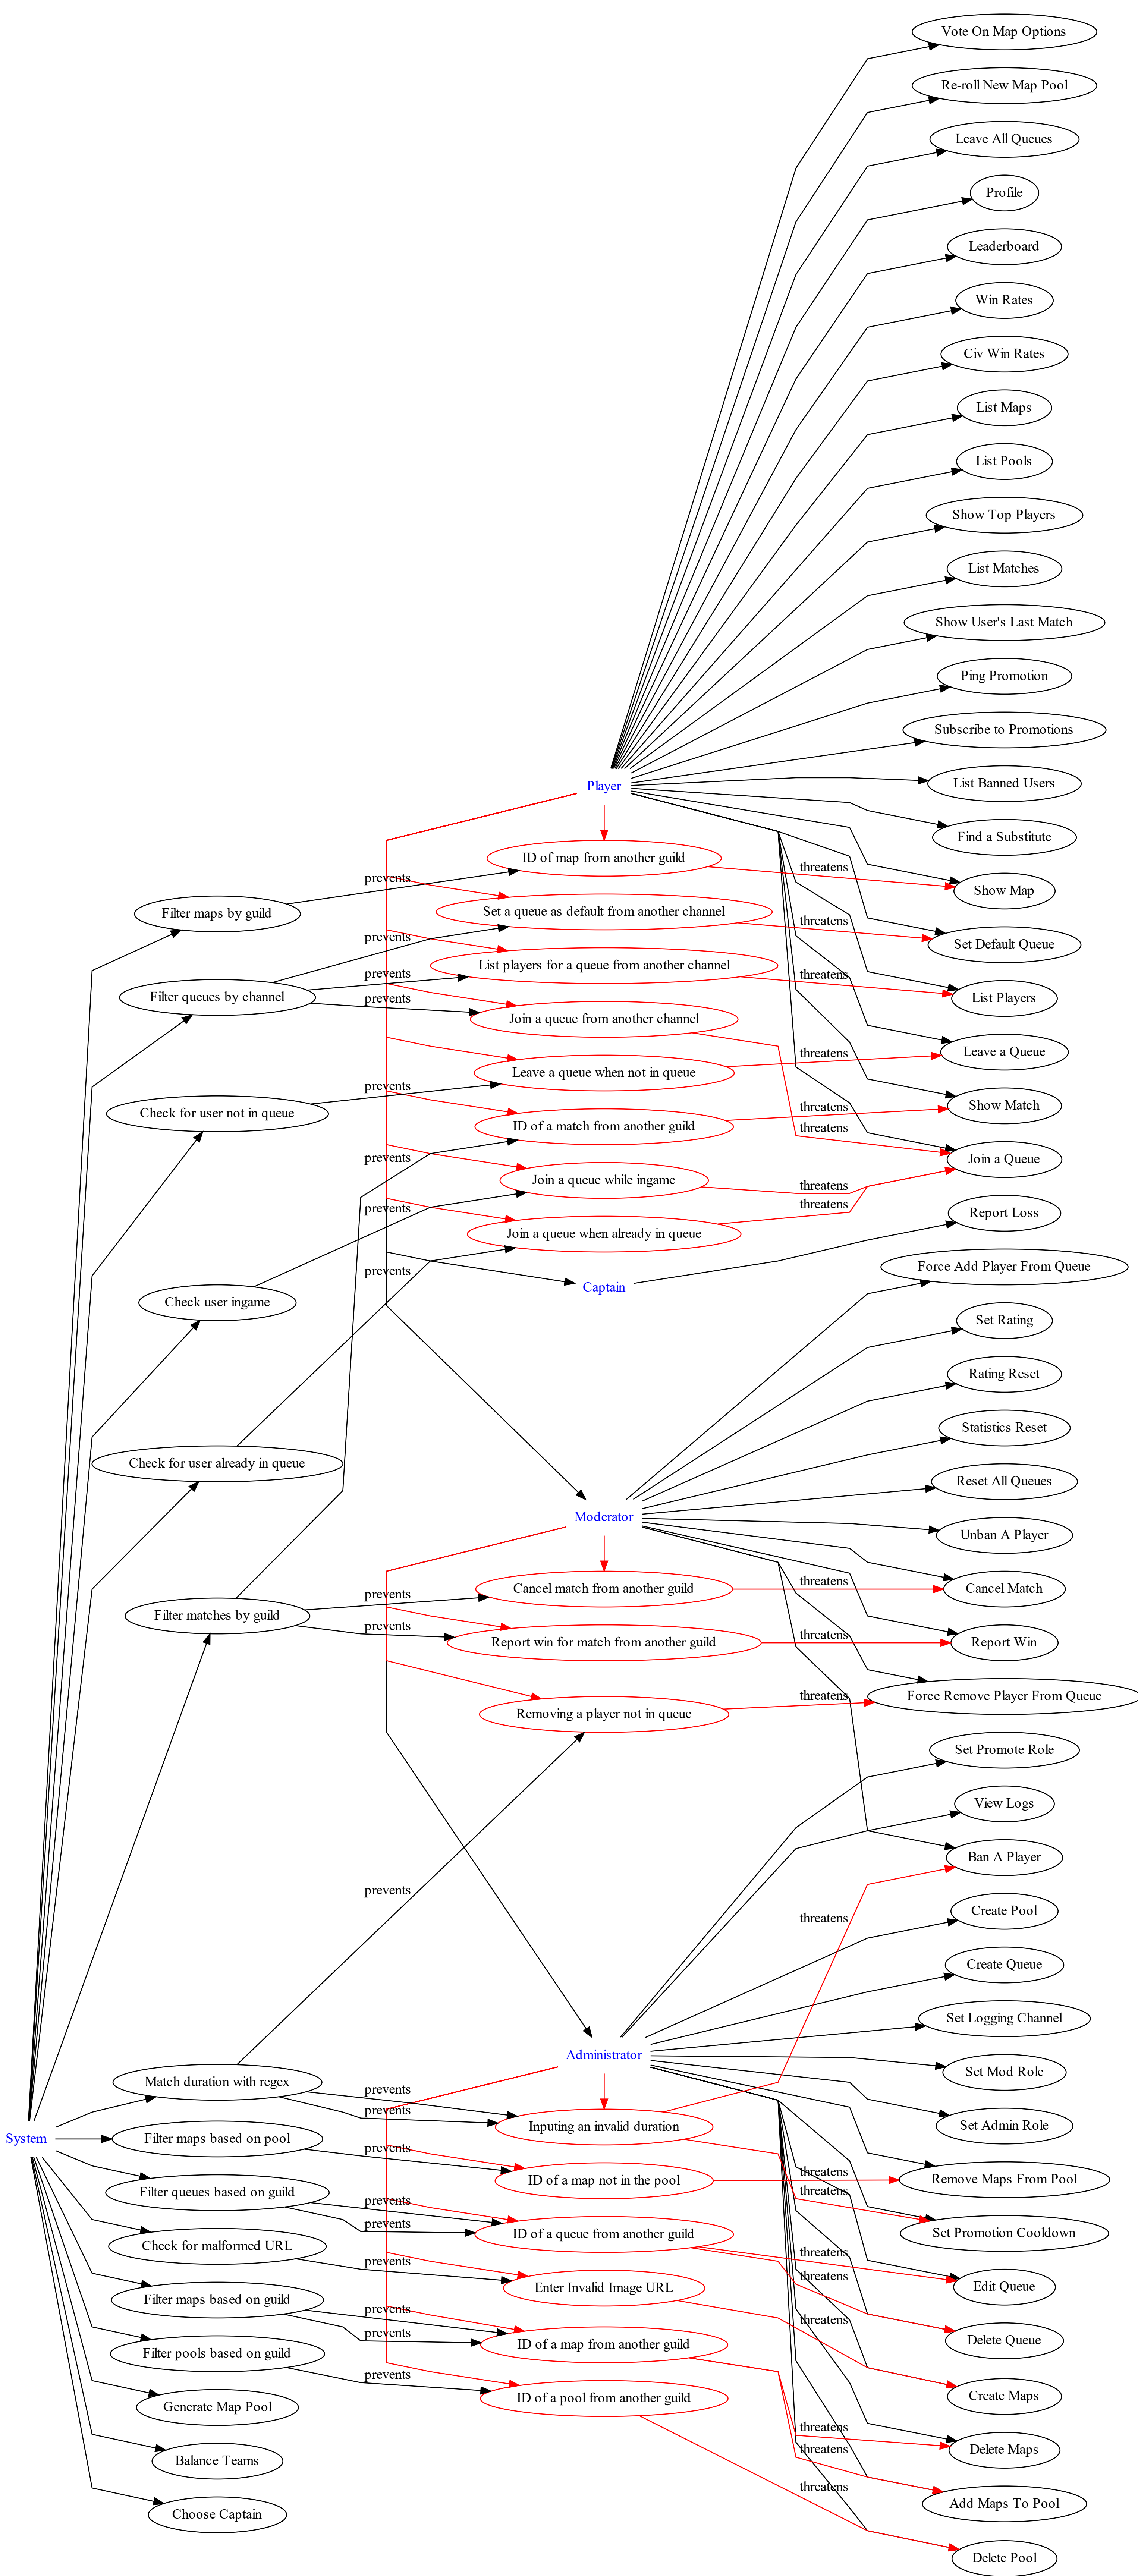 Vote On Map Options
Re-roll New Map Pool
Leave All Queues
Profile
Leaderboard
Win Rates
Civ Win Rates
List Maps
List Pools
Show Top Players
List Matches
Show User's Last Match
Ping Promotion
Subscribe to Promotions
List Banned Users
Player
Find a Substitute
ID of map from another guild
threatens
prevents
Show Map
Filter maps by guild
Set a queue as default from another channel
threatens
prevents
Set Default Queue
List players for a queue from another channel
threatens
prevents
Filter queues by channel
prevents
List Players
Join a queue from another channel
Leave a Queue
threatens
Leave a queue when not in queue
prevents
Check for user not in queue
Show Match
threatens
ID of a match from another guild
threatens
prevents
Join a Queue
Join a queue while ingame
threatens
threatens
prevents
Report Loss
Join a queue when already in queue
Force Add Player From Queue
prevents
Captain
Check user ingame
Set Rating
Rating Reset
Statistics Reset
Check for user already in queue
Reset All Queues
Moderator
Unban A Player
threatens
Cancel match from another guild
Cancel Match
prevents
Filter matches by guild
prevents
threatens
Report win for match from another guild
Report Win
threatens
Force Remove Player From Queue
Removing a player not in queue
Set Promote Role
View Logs
Ban A Player
prevents
threatens
Create Pool
Create Queue
Set Logging Channel
Administrator
Set Mod Role
Match duration with regex
prevents
prevents
Inputing an invalid duration
Set Admin Role
System
Filter maps based on pool
prevents
threatens
ID of a map not in the pool
Remove Maps From Pool
threatens
Filter queues based on guild
prevents
prevents
ID of a queue from another guild
Set Promotion Cooldown
Check for malformed URL
threatens
threatens
prevents
Enter Invalid Image URL
Edit Queue
Filter maps based on guild
prevents
threatens
prevents
ID of a map from another guild
Delete Queue
Filter pools based on guild
prevents
ID of a pool from another guild
Create Maps
Generate Map Pool
threatens
threatens
Delete Maps
Balance Teams
threatens
Add Maps To Pool
Choose Captain
Delete Pool